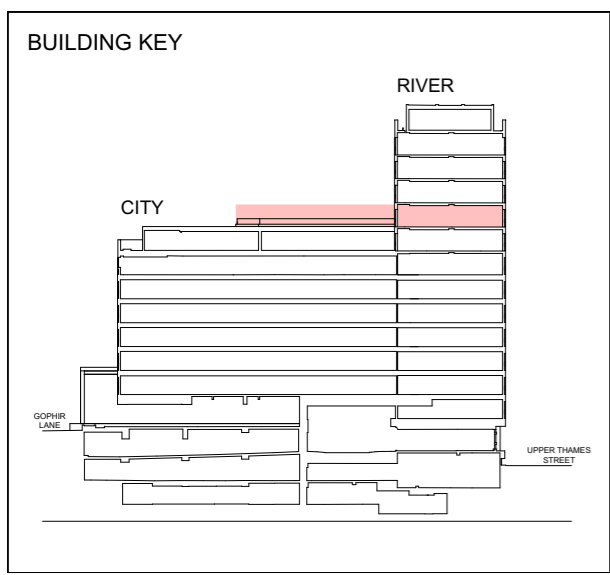 BUILDING KEY
RIVER
CITY
GOPHIR
LANE
UPPER THAMES
STREET